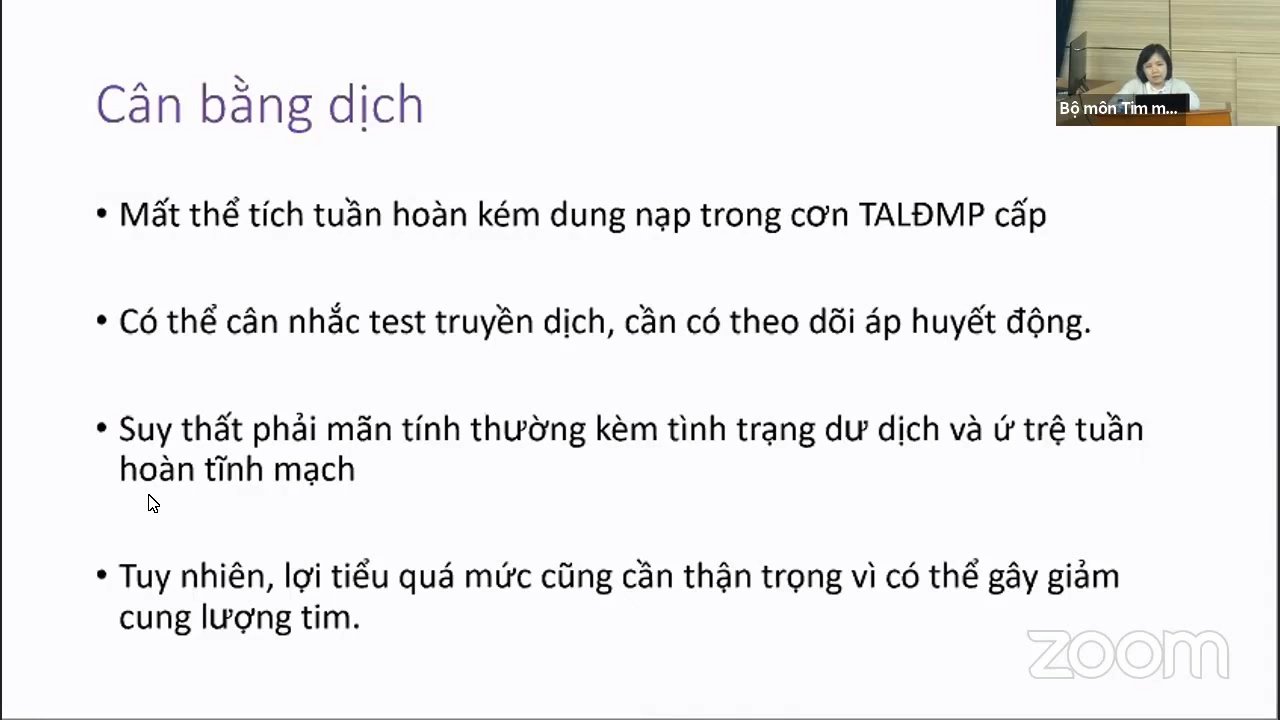 Cân bằng dịch
Bộ môn Tim m...
• Mất thể tích tuần hoàn kém dung nạp trong cơn TALĐMP cấp
• Có thể cân nhắc test truyền dịch, cần có theo dõi áp huyết động.
• Suy thất phải mãn tính thường kèm tình trạng dư dịch và ứ trệ tuần
hoàn tĩnh mạch
• Tuy nhiên, lợi tiểu quá mức cũng cần thận trọng vì có thể gây giảm
cung lượng tim.
zoom